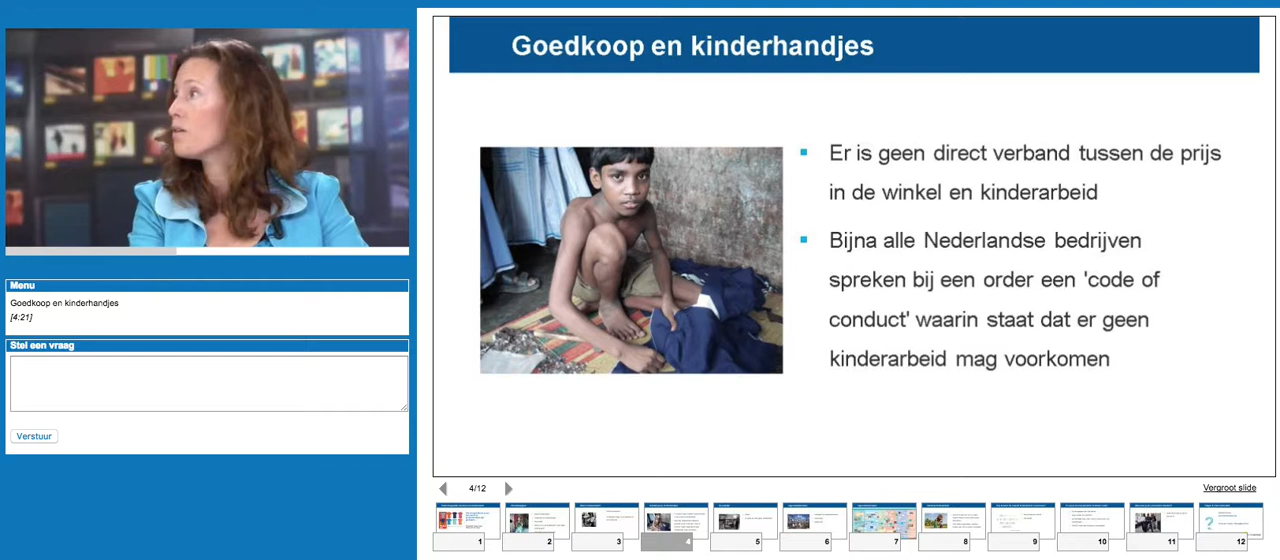 Goedkoop en kinderhandjes
Er is geen direct verband tussen de prijs
in de winkel en kinderarbeid
Bijna alle Nederlandse bedrijven
spreken bij een order een 'code of
conduct' waarin staat dat er geen
kinderarbeid mag voorkomen
Menu
Goedkoop en kinderhandjes
[4:21]
Stel een vraag
Verstuur
4/12
Vergroot slide
1
2
3
4
5
6
7
8
9
10
11
12